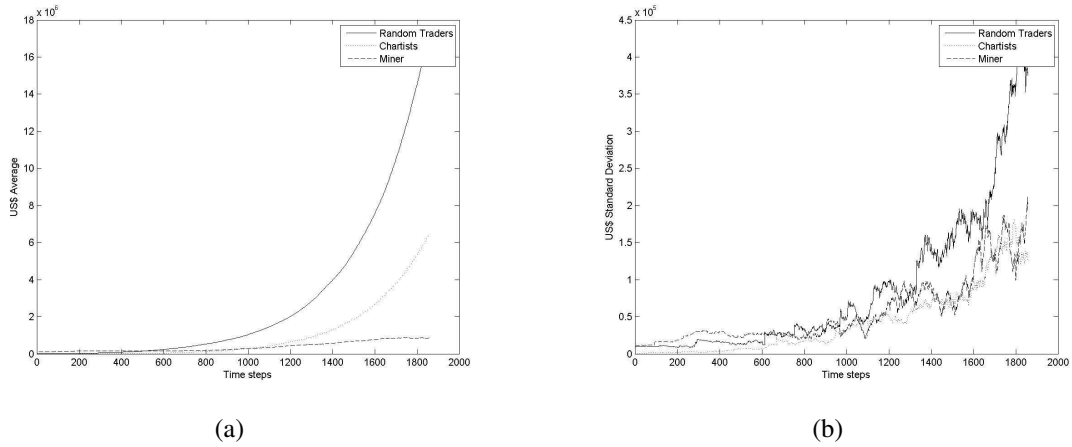 x 10⁶
18
16
14
12
10
8
6
4
2
0
US$ Average
Random Traders
Chartists
Miner
0 200 400 600 800 1000 1200 1400 1600 1800 2000
Time steps
(a)
x 10⁵
4.5
4
3.5
3
2.5
2
1.5
1
0.5
0
US$ Standard Deviation
Random Traders
Chartists
Miner
0 200 400 600 800 1000 1200 1400 1600 1800 2000
Time steps
(b)